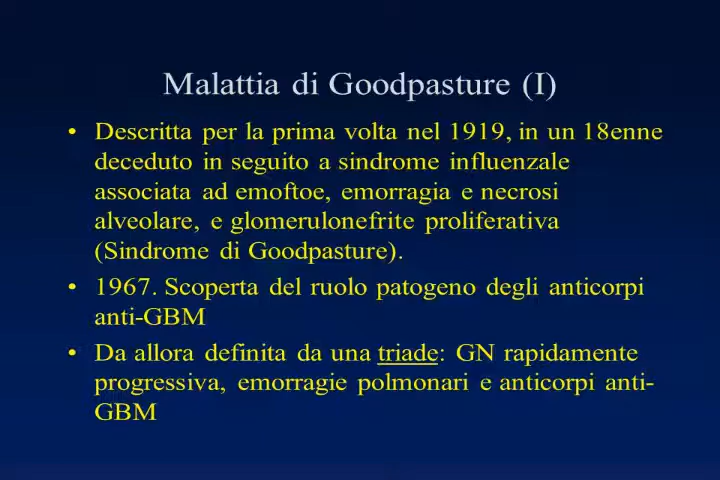 Malattia di Goodpasture (I)
• Descritta per la prima volta nel 1919, in un 18enne
deceduto in seguito a sindrome influenzale
associata ad emoftoe, emorragia e necrosi
alveolare, e glomerulonefrite proliferativa
(Sindrome di Goodpasture).
• 1967. Scoperta del ruolo patogeno degli anticorpi
anti-GBM
• Da allora definita da una triade: GN rapidamente
progressiva, emorragie polmonari e anticorpi anti-
GBM